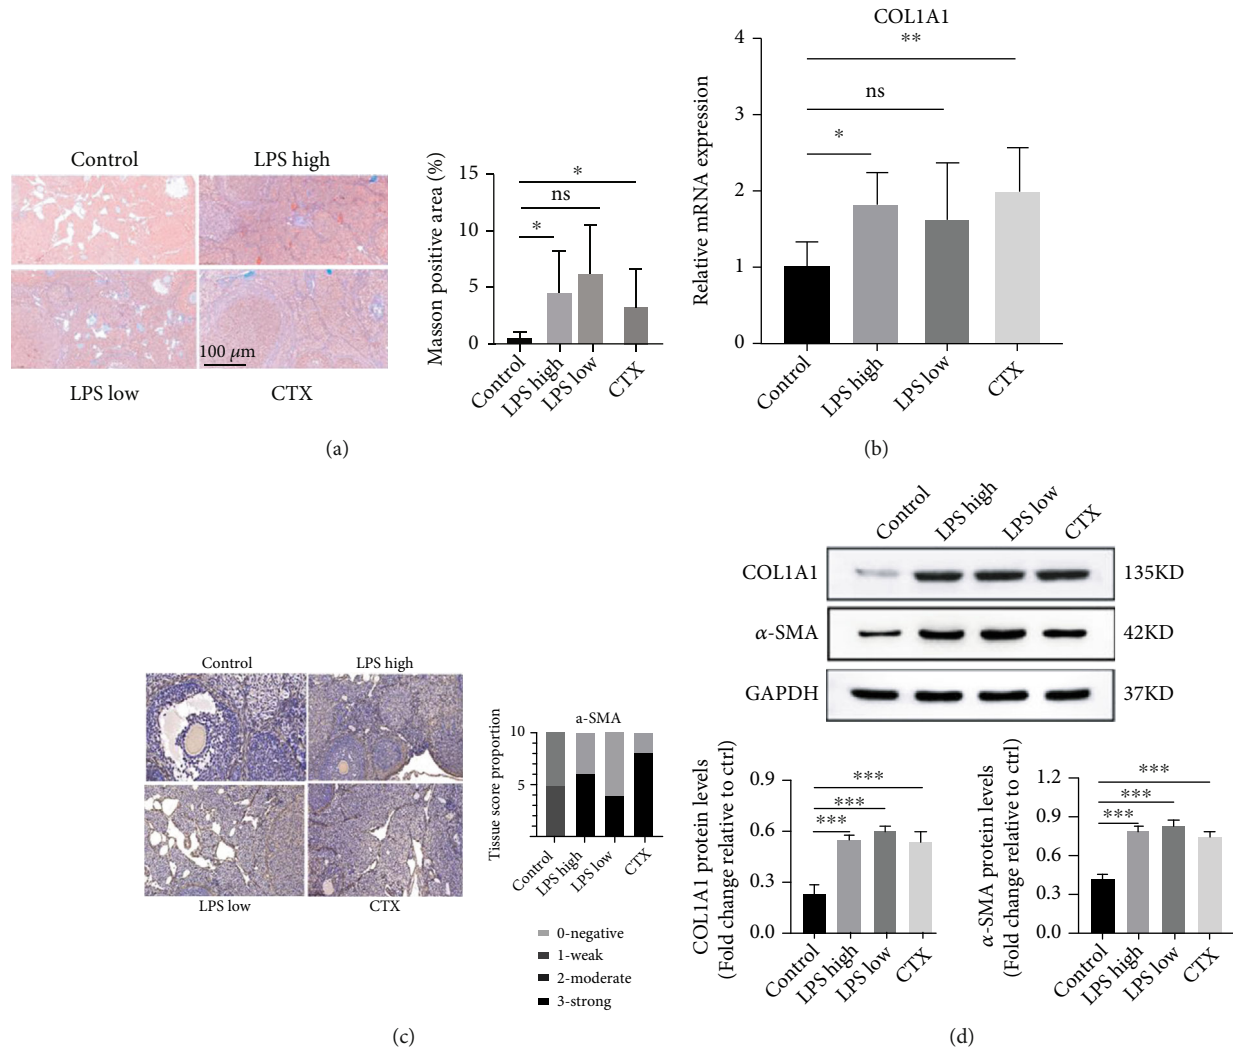 Control LPS high
LPS low CTX
100 μm
Masson positive area (%)
15
10
5
0
*
ns
*
Control
LPS high
LPS low
CTX
(a)
COL1A1
Relative mRNA expression
4
3
2
1
0
**
ns
*
Control
LPS high
LPS low
CTX
(b)
Control LPS high
LPS low CTX
a-SMA
Tissue score proportion
10
5
Control
LPS high
LPS low
CTX
0-negative
1-weak
2-moderate
3-strong
(c)
Control LPS high LPS low CTX
COL1A1 135KD
α-SMA 42KD
GAPDH 37KD
COL1A1 protein levels
(Fold change relative to ctrl)
0.9
0.6
0.3
0.0
***
***
***
Control
LPS high
LPS low
CTX
α-SMA protein levels
(Fold change relative to ctrl)
1.2
0.9
0.6
0.3
0.0
***
***
***
Control
LPS high
LPS low
CTX
(d)